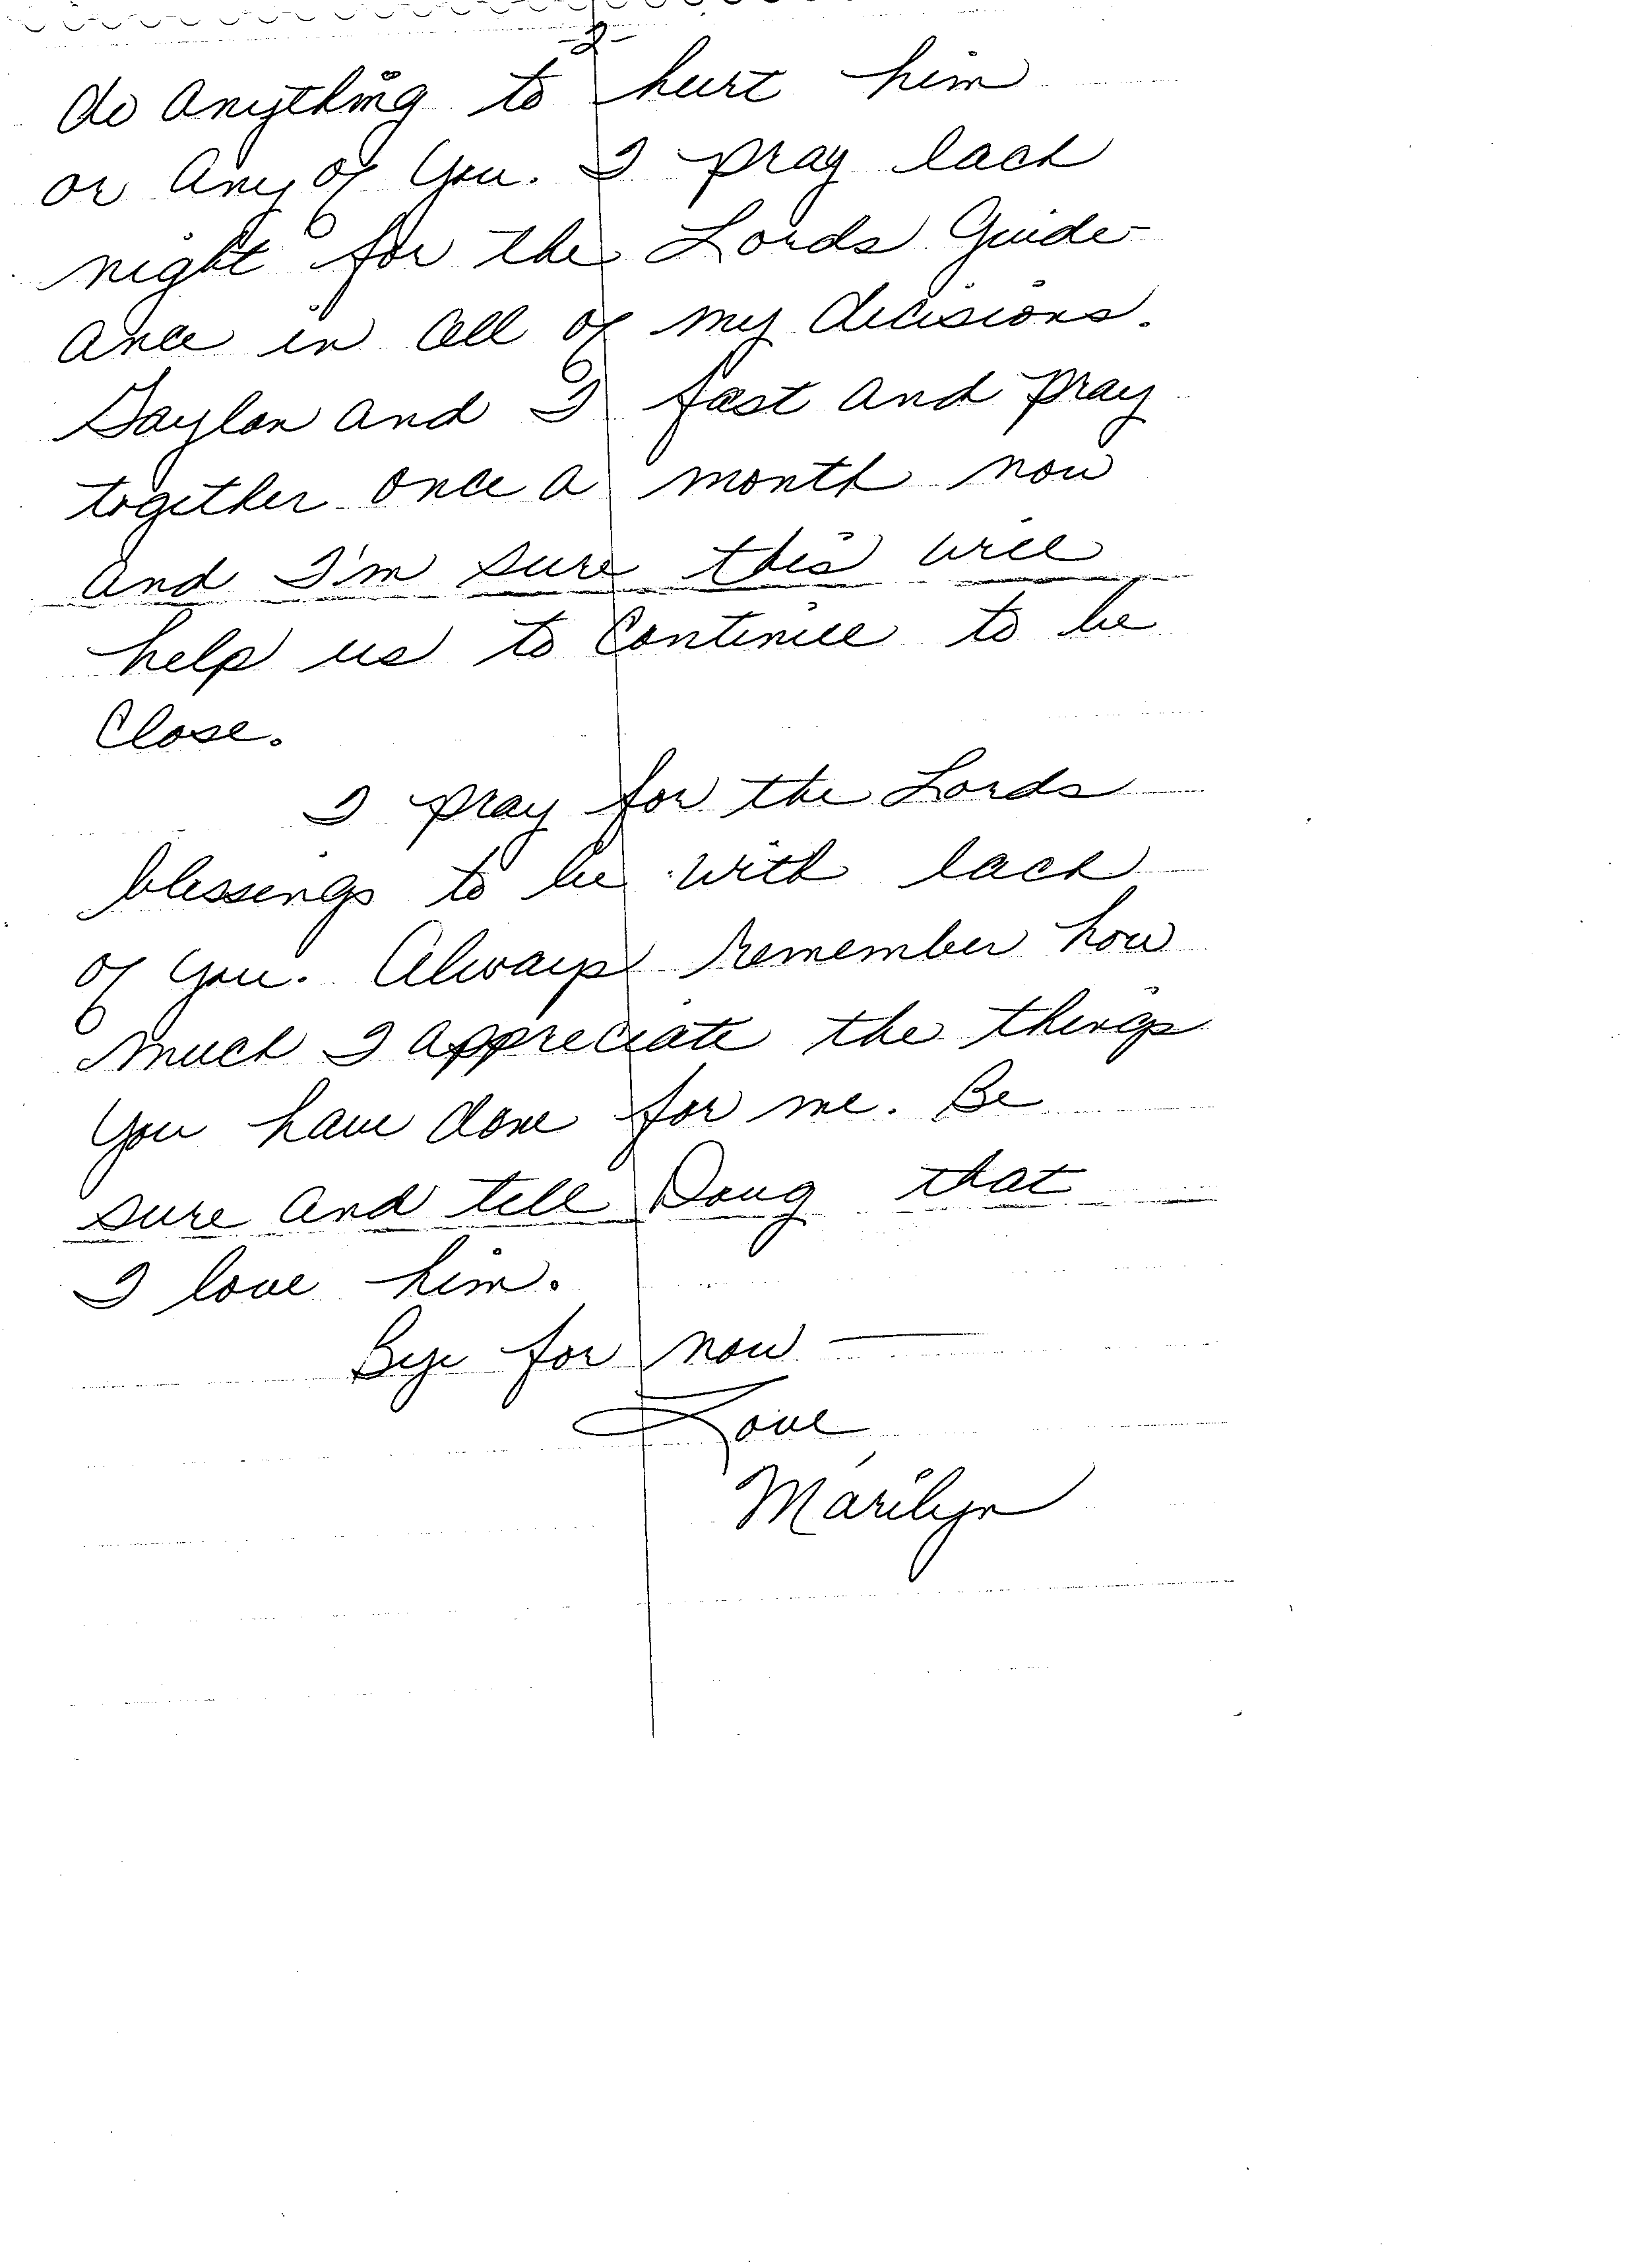 -2-
do anything to hurt him
or any of you. I pray each
night for the Lords Guide-
ance in all of my decisions.
Gaylon and I fast and pray
together once a month now
and I'm sure this will
help us to continue to be
close.
I pray for the Lords
blessings to be with each
of you. Always remember how
much I appreciate the things
you have done for me. Be
sure and tell Doug that
I love him.
Bye for now —
Love
Marilyn